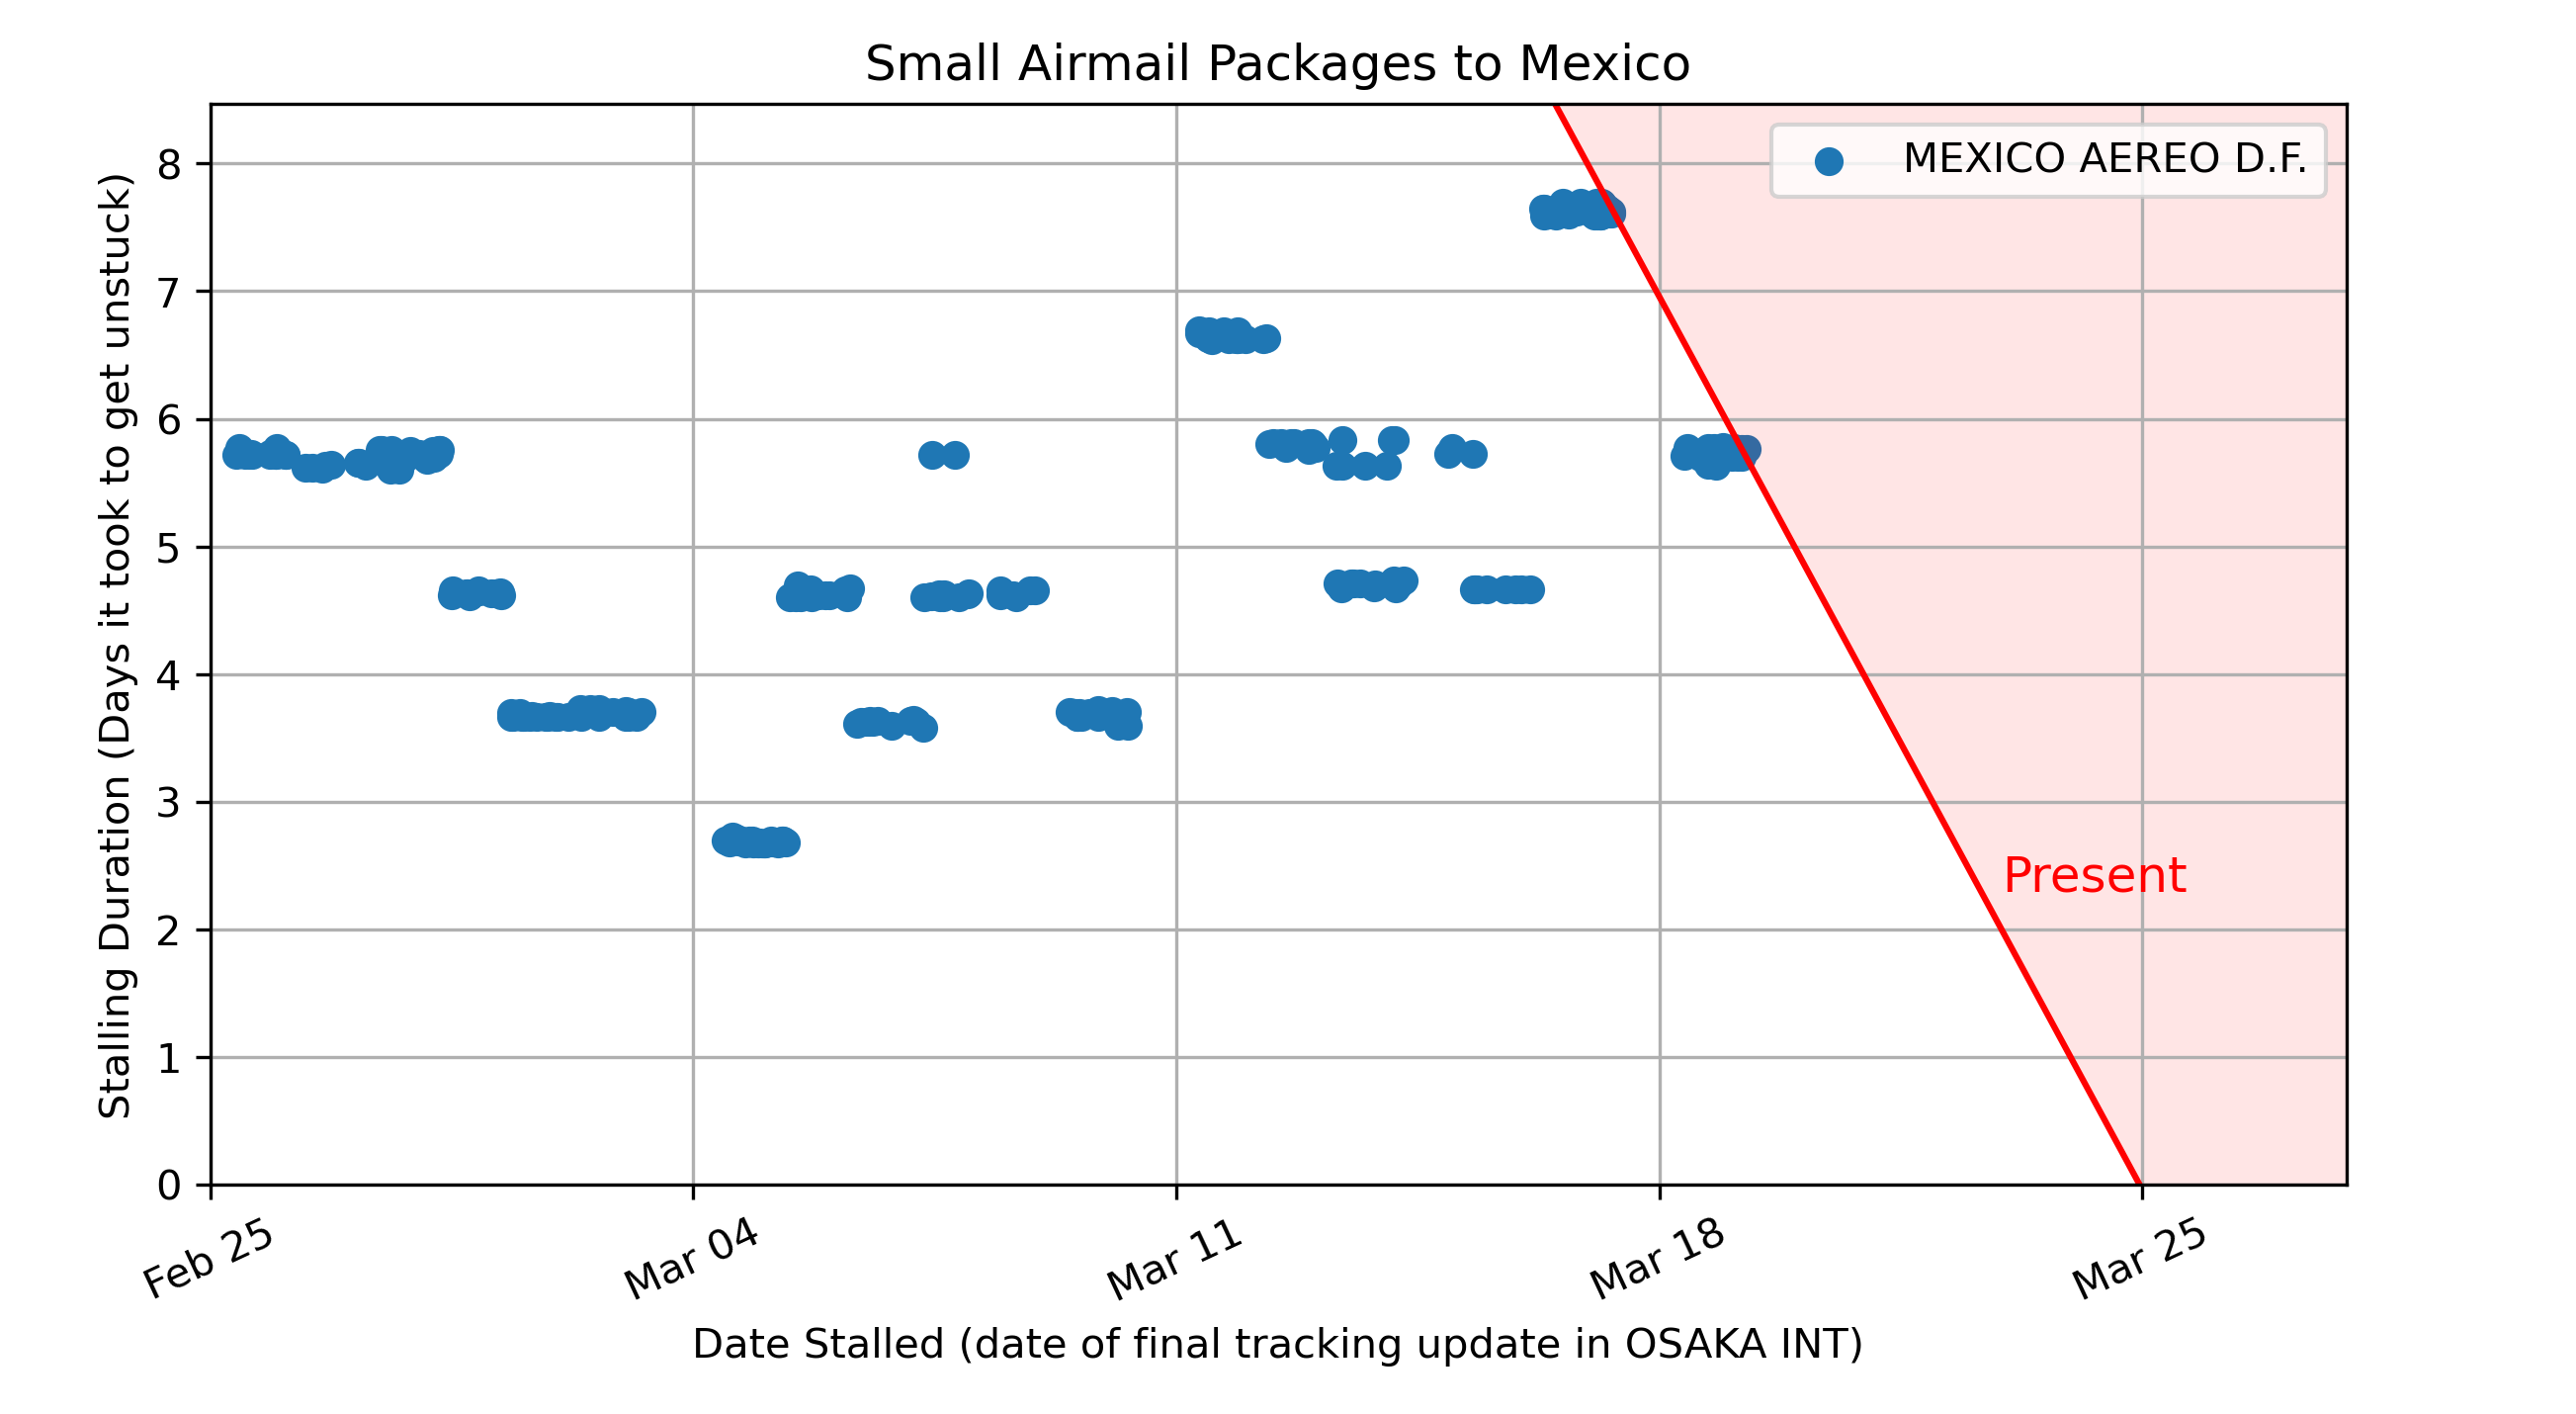 Small Airmail Packages to Mexico
MEXICO AEREO D.F.
Stalling Duration (Days it took to get unstuck)
8
7
6
5
4
3
2
1
0
Present
Feb 25
Mar 04
Mar 11
Mar 18
Mar 25
Date Stalled (date of final tracking update in OSAKA INT)